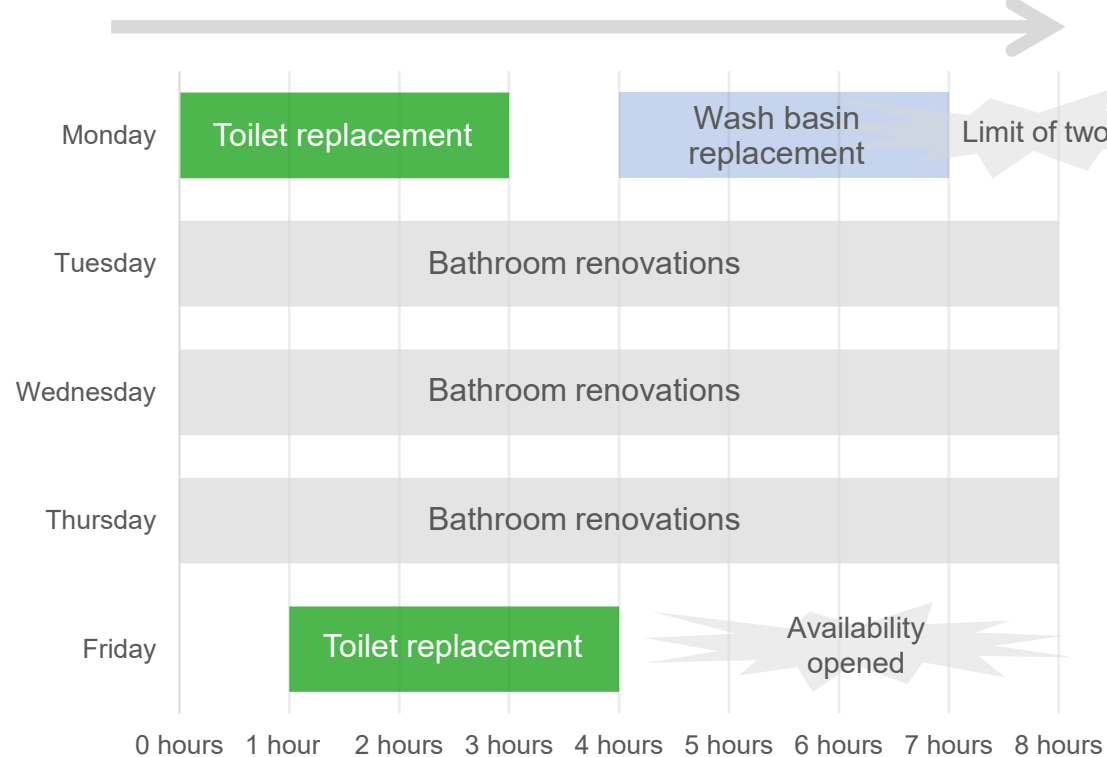 Monday
Toilet replacement
Wash basin
replacement
Limit of two
Tuesday
Bathroom renovations
Wednesday
Bathroom renovations
Thursday
Bathroom renovations
Friday
Toilet replacement
Availability
opened
0 hours 1 hour 2 hours 3 hours 4 hours 5 hours 6 hours 7 hours 8 hours